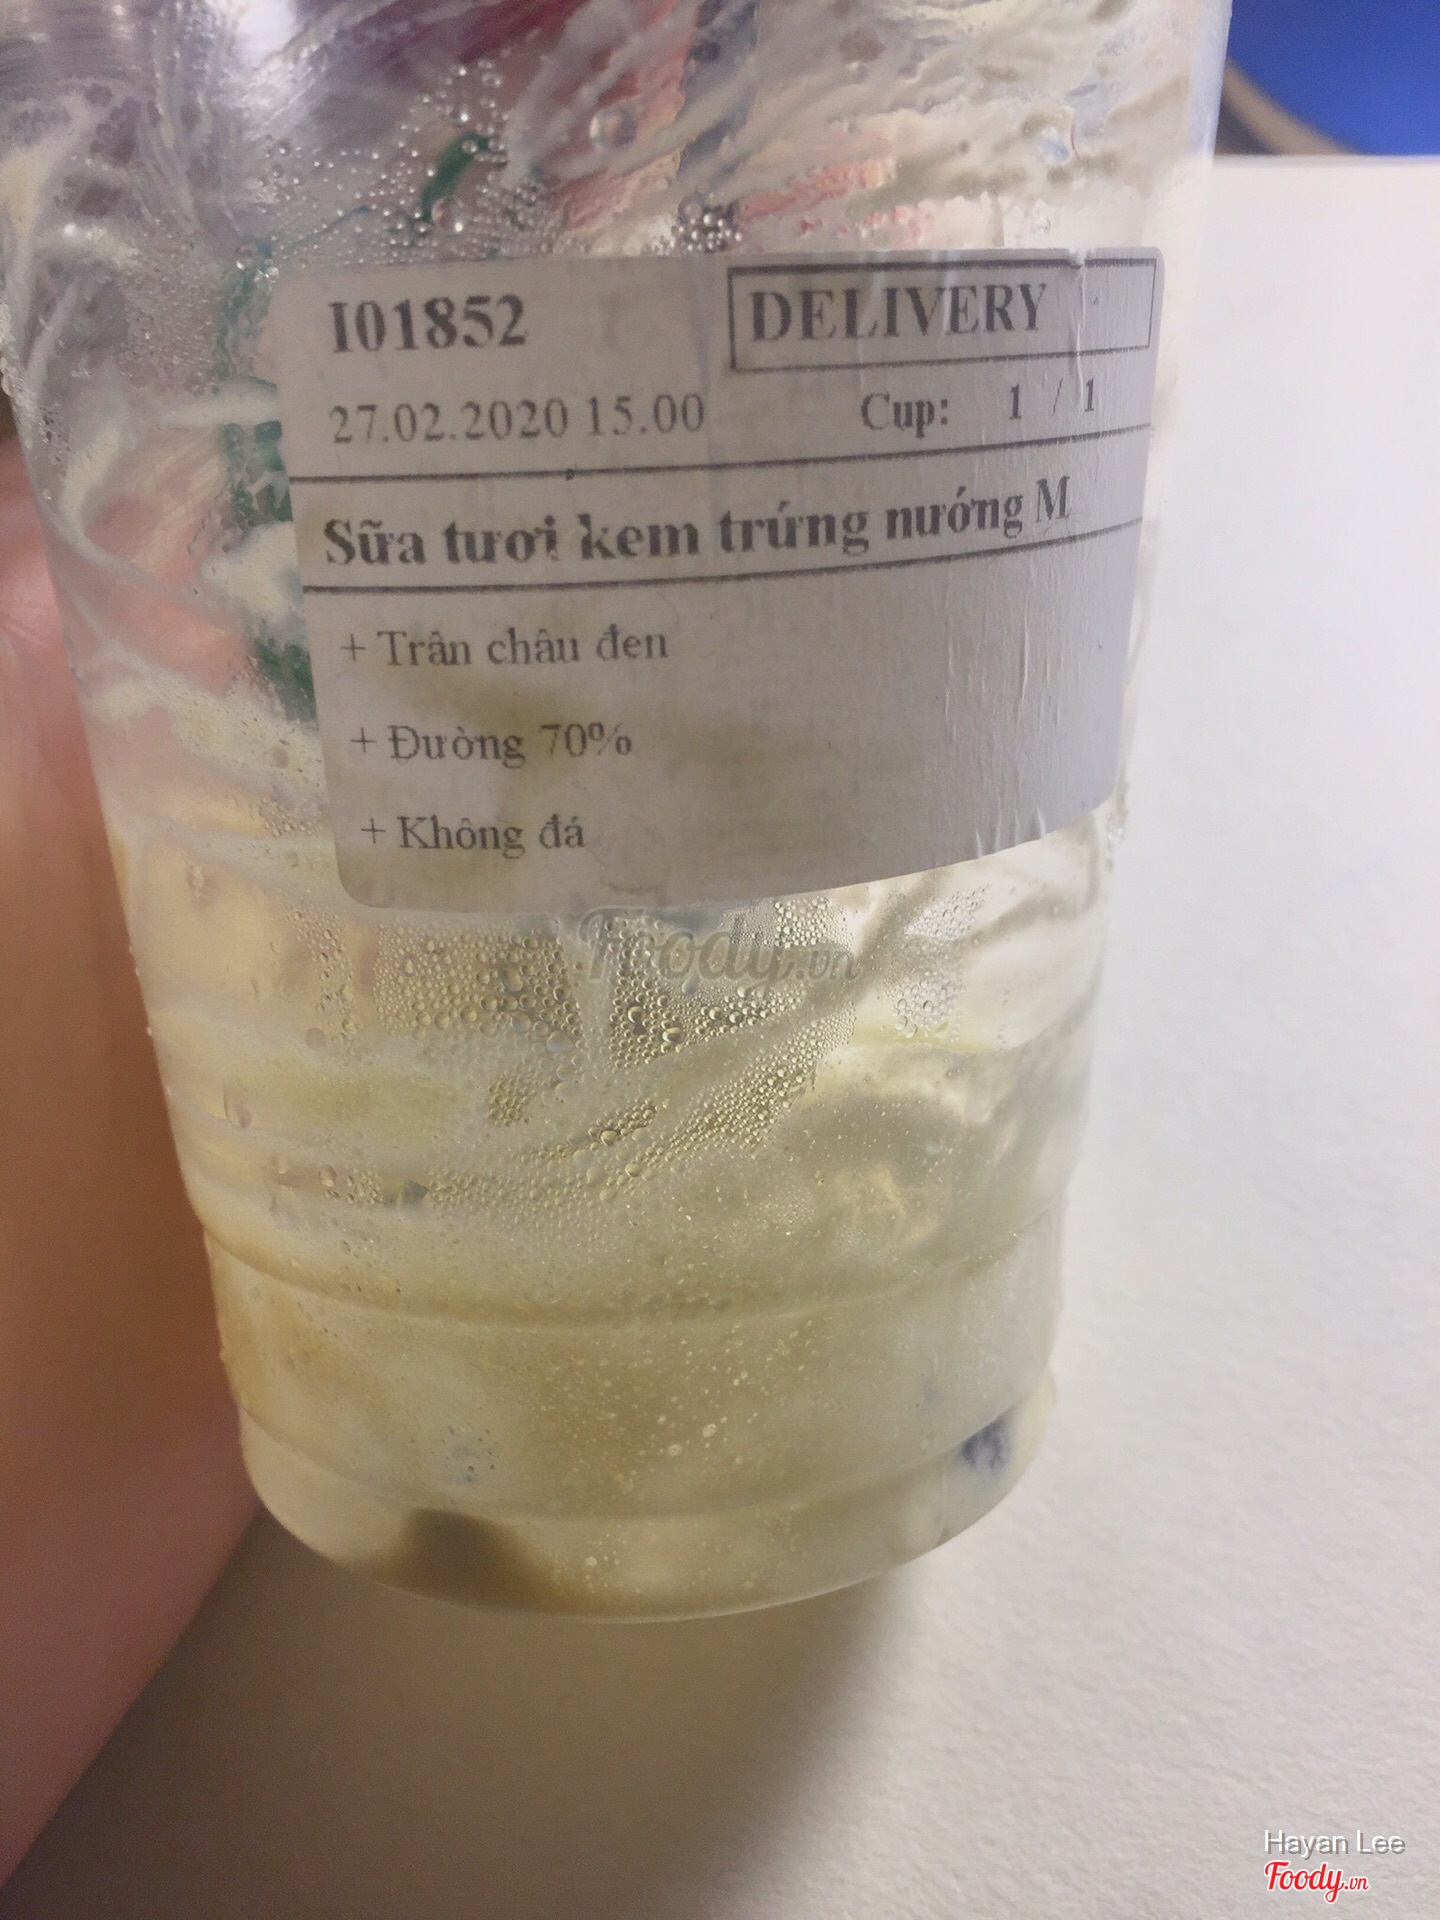 I01852 DELIVERY
27.02.2020 15.00 Cup: 1 / 1
Sữa tươi kem trứng nướng M
+ Trân châu đen
+ Đường 70%
+ Không đá
Foody.vn
Hayan Lee
Foody.vn